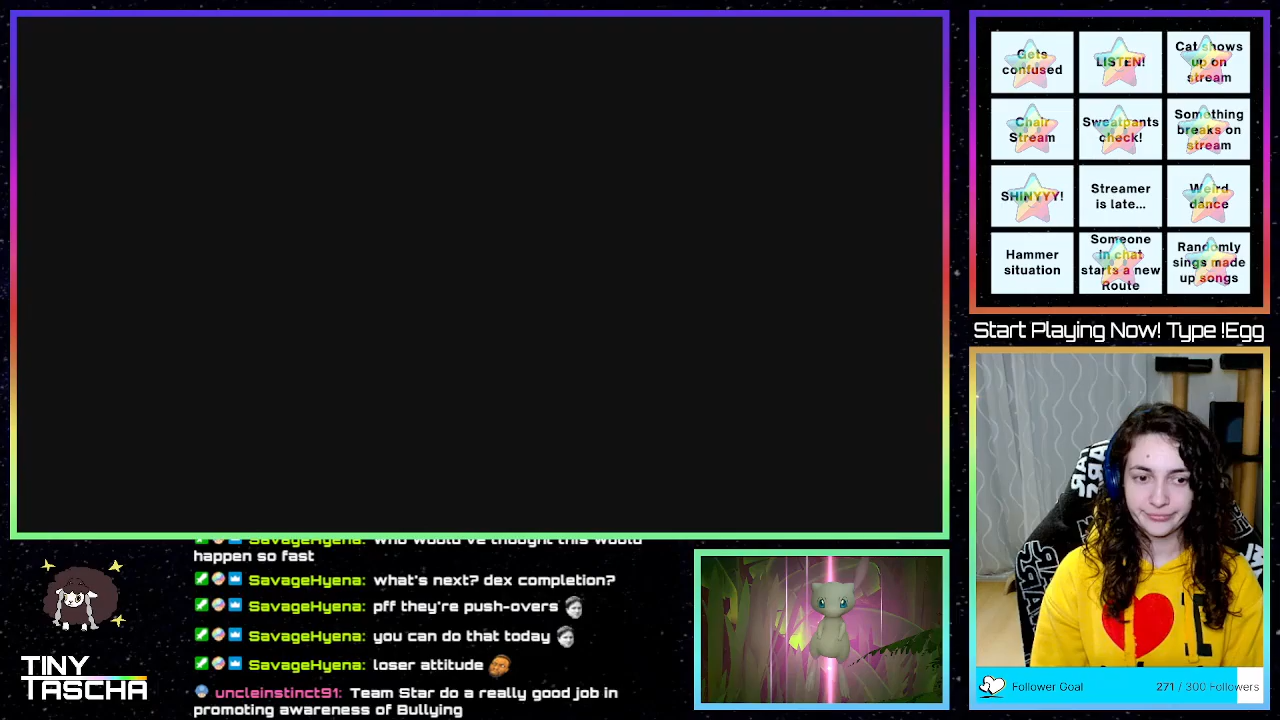 Gets
confused
LISTEN!
Cat shows
up on
stream
Chair
Stream
Sweatpants
check!
Something
breaks on
stream
SHINYYY!
Streamer
is late...
Weird
dance
Hammer
situation
Someone
in chat
starts a new
Route
Randomly
sings made
up songs
Start Playing Now! Type !Egg
SavageHyena: who would've thought this would
happen so fast
SavageHyena: what's next? dex completion?
SavageHyena: pff they're push-overs
SavageHyena: you can do that today
SavageHyena: loser attitude
uncleinstinct91: Team Star do a really good job in
promoting awareness of Bullying
TINY
TASCHA
Follower Goal
271 / 300 Followers